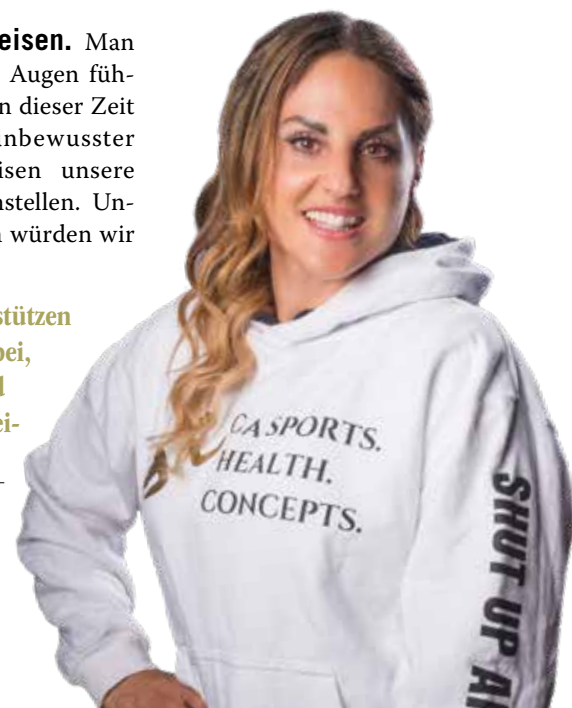 eisen. Man
Augen füh-
n dieser Zeit
nbewusster
isen unsere
nstellen. Un-
n würden wir
stützen
bei,
d
ei-
CA SPORTS.
HEALTH.
CONCEPTS.
SHUT UP A